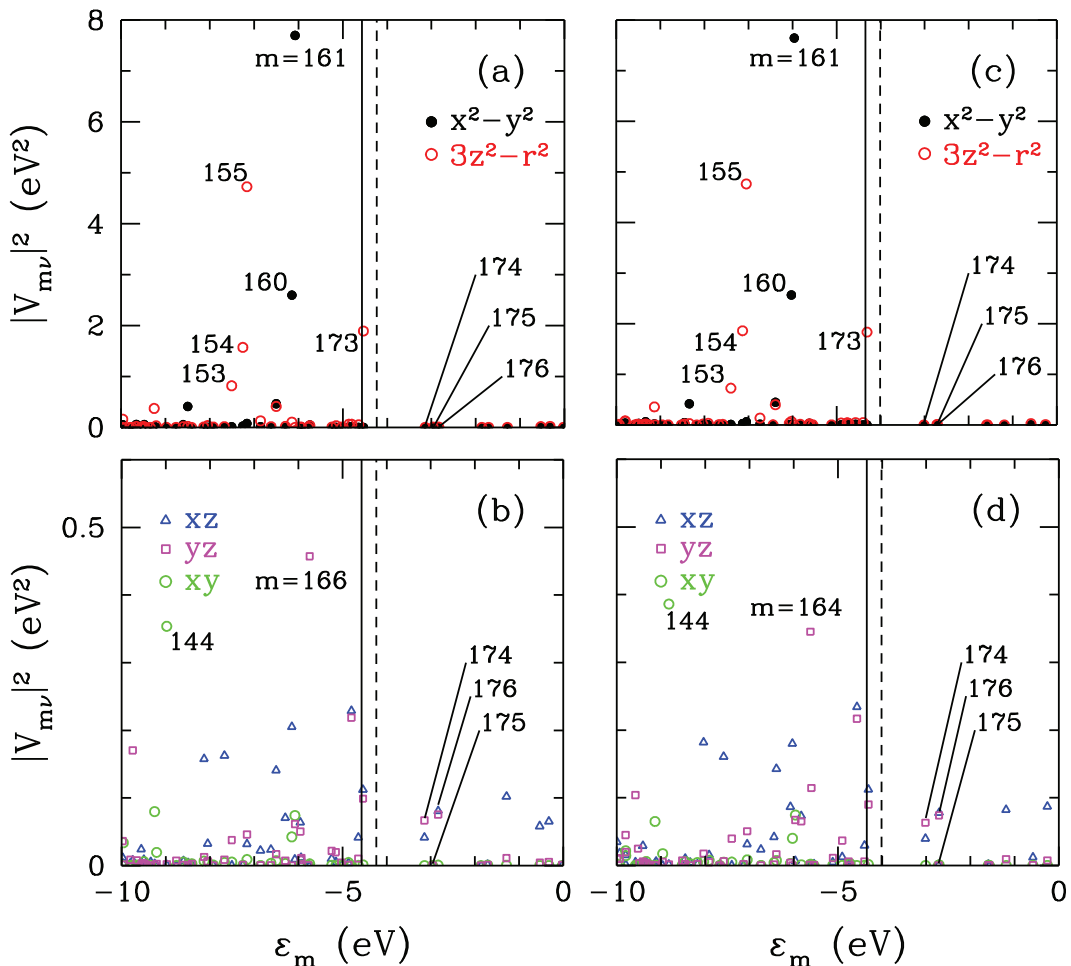 8
6
4
2
0
|V_mν|² (eV²)
m=161
(a)
x²−y²
3z²−r²
155
160
154
153
173
174
175
176
m=161
(c)
x²−y²
3z²−r²
155
160
154
153
173
174
175
176
0.5
0
|V_mν|² (eV²)
(b)
xz
yz
xy
m=166
144
174
176
175
−10
−5
0
ε_m (eV)
(d)
xz
yz
xy
m=164
144
174
176
175
−10
−5
0
ε_m (eV)